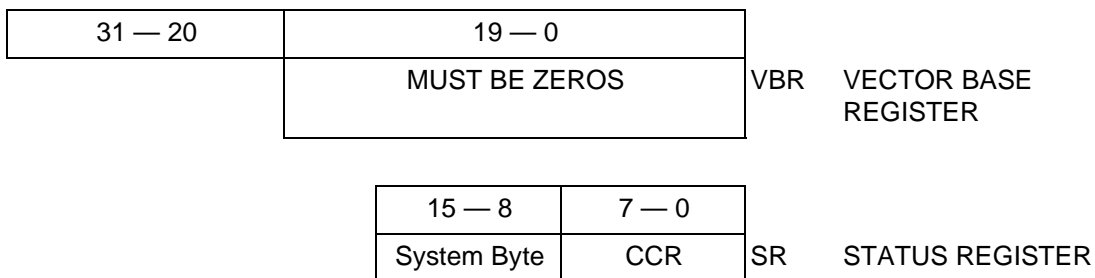 31 — 20 19 — 0
MUST BE ZEROS VBR VECTOR BASE
REGISTER
15 — 8 7 — 0
System Byte CCR SR STATUS REGISTER